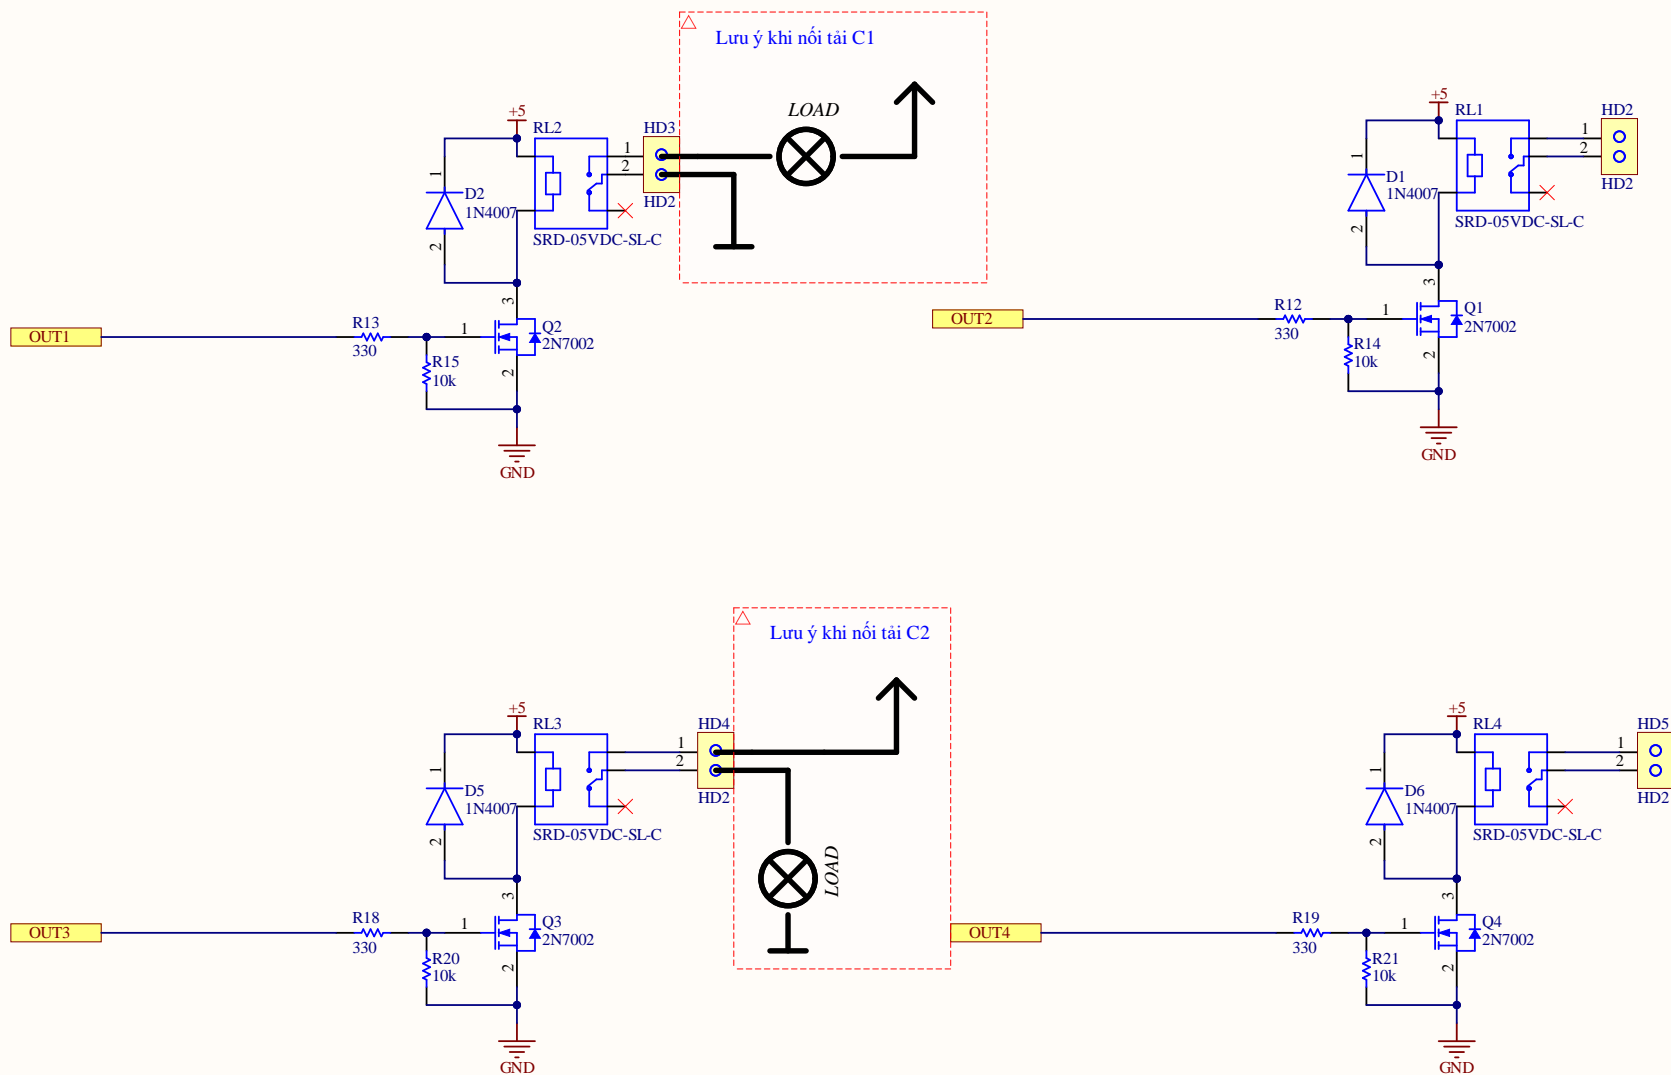 Lưu ý khi nối tải C1
LOAD
+5
RL2
HD3
1
2
HD2
1
D2
1N4007
2
SRD-05VDC-SL-C
3
OUT1
R13
330
1
Q2
2N7002
R15
10k
2
GND
+5
RL1
HD2
1
2
HD2
1
D1
1N4007
2
SRD-05VDC-SL-C
3
OUT2
R12
330
1
Q1
2N7002
R14
10k
2
GND
Lưu ý khi nối tải C2
LOAD
+5
RL3
HD4
1
2
HD2
1
D5
1N4007
2
SRD-05VDC-SL-C
3
OUT3
R18
330
1
Q3
2N7002
R20
10k
2
GND
+5
RL4
HD5
1
2
HD2
1
D6
1N4007
2
SRD-05VDC-SL-C
3
OUT4
R19
330
1
Q4
2N7002
R21
10k
2
GND